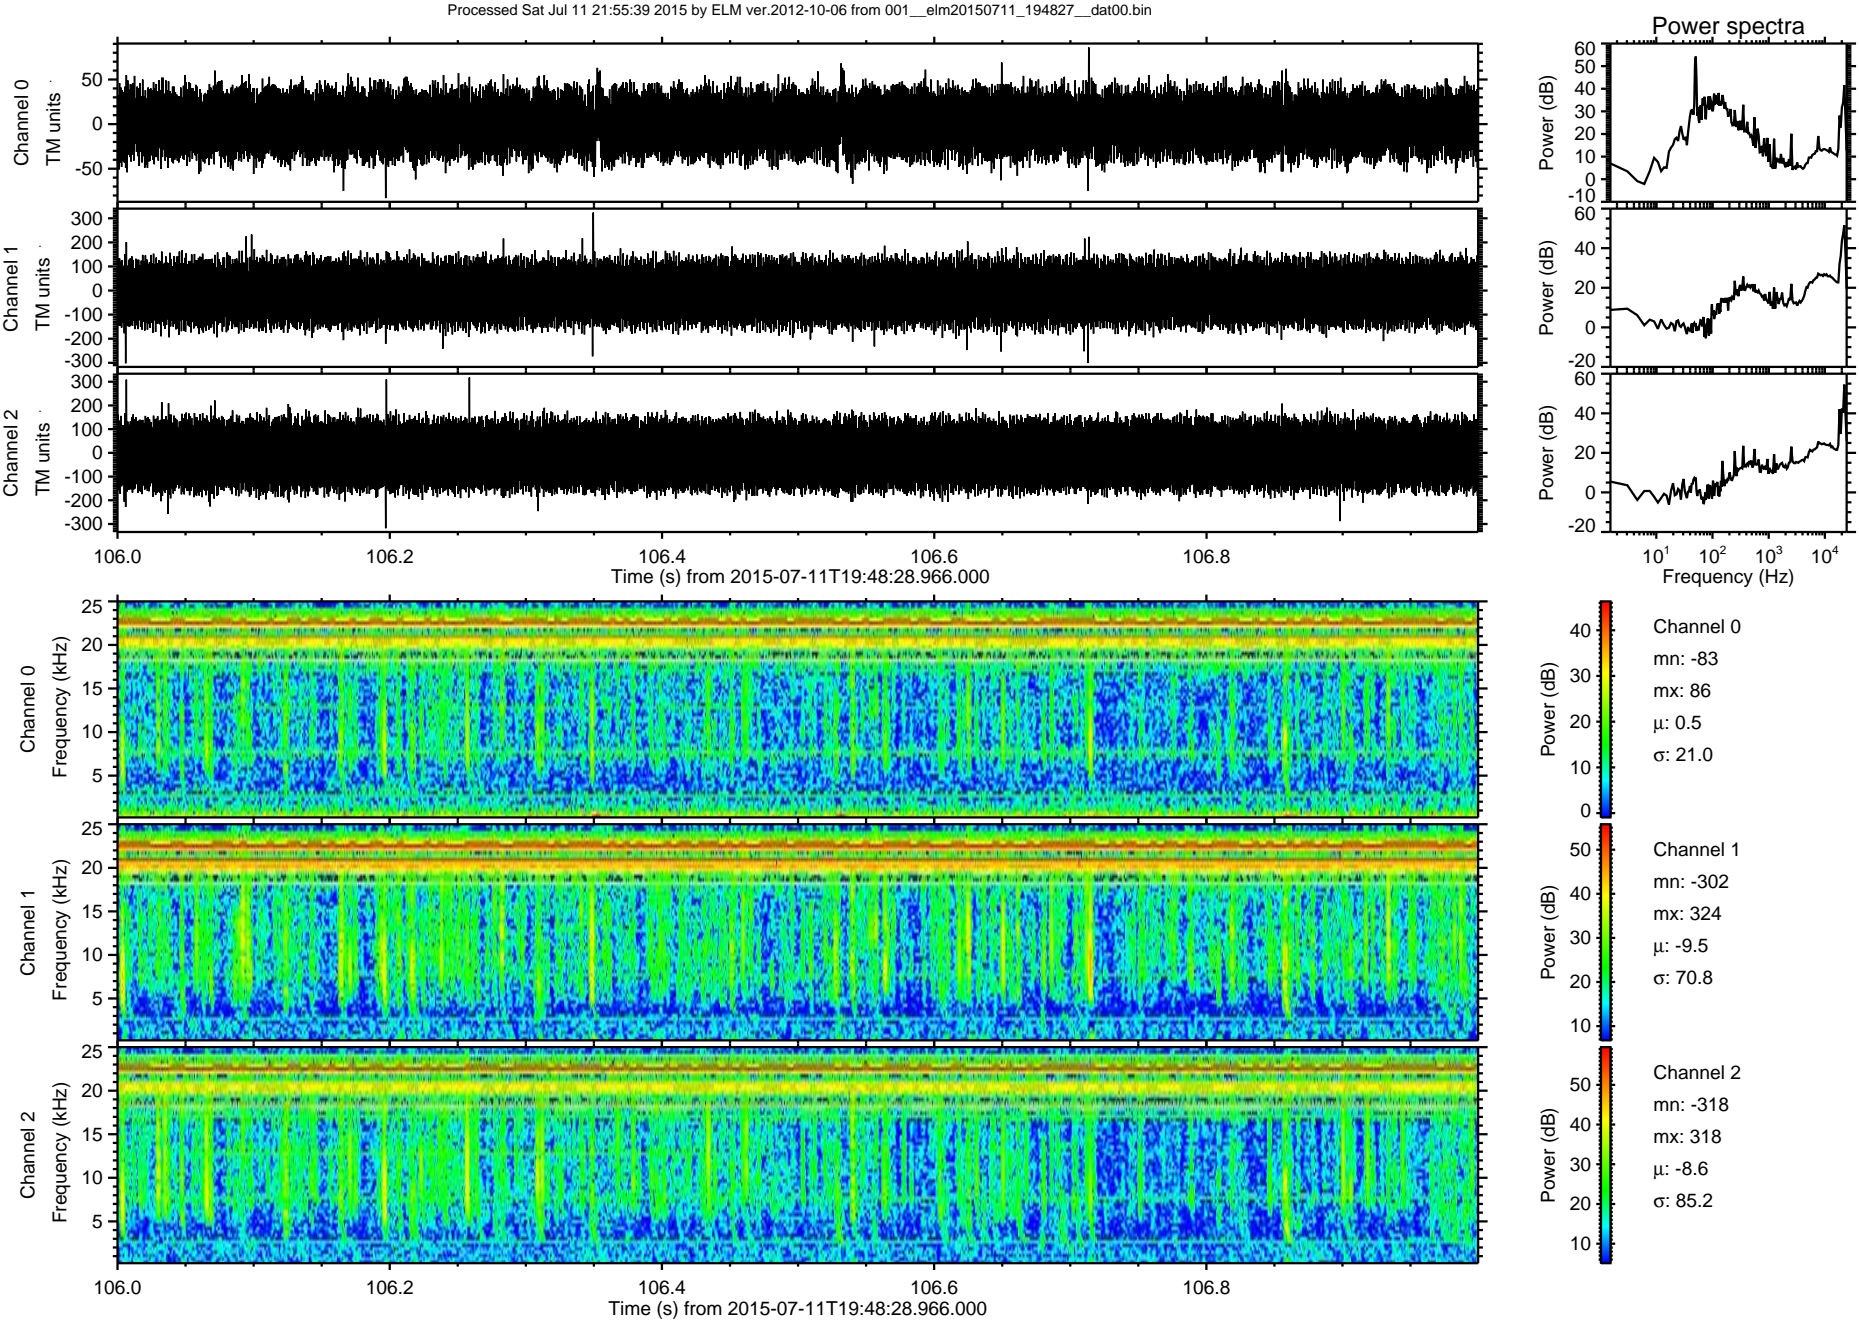 Processed Sat Jul 11 21:55:39 2015 by ELM ver.2012-10-06 from 001__elm20150711_194827__dat00.bin
Power spectra
Channel 0
TM units
50
0
-50
Power (dB)
60
50
40
30
20
10
0
-10
Channel 1
TM units
300
200
100
0
-100
-200
-300
Power (dB)
60
40
20
0
-20
Channel 2
TM units
300
200
100
0
-100
-200
-300
Power (dB)
60
40
20
0
-20
106.0 106.2 106.4 106.6 106.8
Time (s) from 2015-07-11T19:48:28.966.000
10¹ 10² 10³ 10⁴
Frequency (Hz)
Channel 0
Frequency (kHz)
25
20
15
10
5
Power (dB)
40
30
20
10
0
Channel 0
mn: -83
mx: 86
μ: 0.5
σ: 21.0
Channel 1
Frequency (kHz)
25
20
15
10
5
Power (dB)
50
40
30
20
10
Channel 1
mn: -302
mx: 324
μ: -9.5
σ: 70.8
Channel 2
Frequency (kHz)
25
20
15
10
5
Power (dB)
50
40
30
20
10
Channel 2
mn: -318
mx: 318
μ: -8.6
σ: 85.2
106.0 106.2 106.4 106.6 106.8
Time (s) from 2015-07-11T19:48:28.966.000